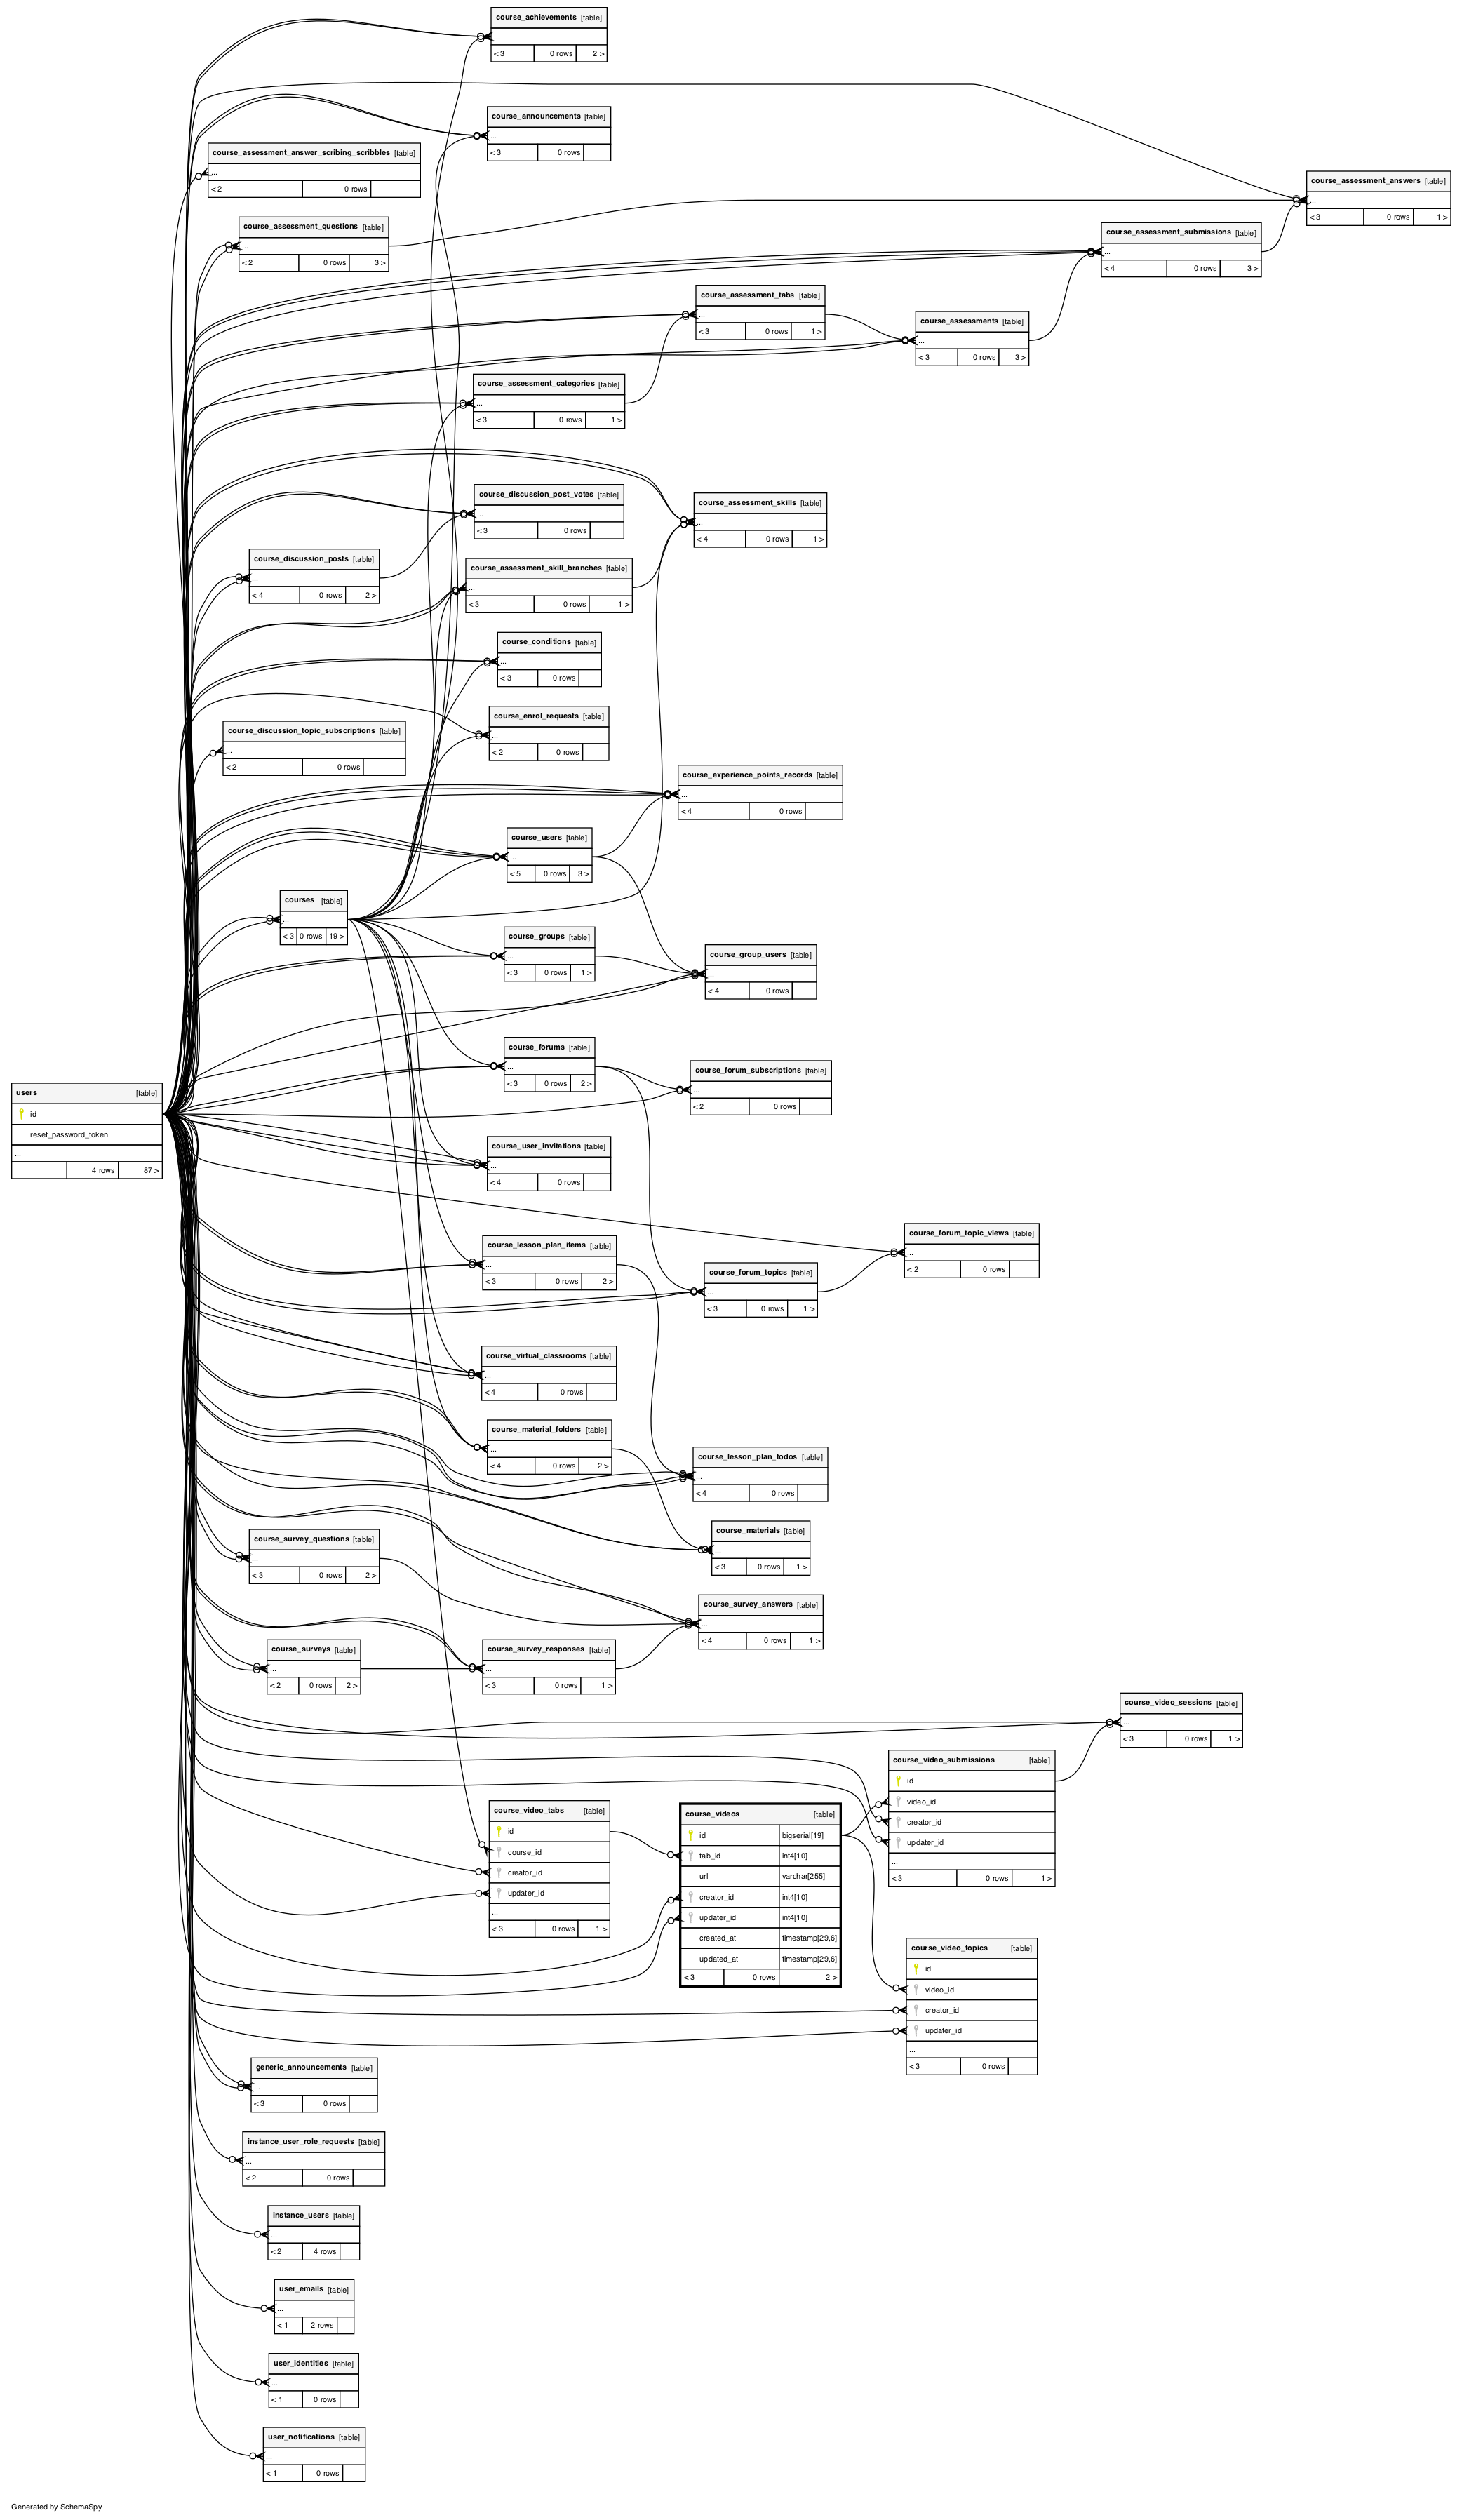 course_achievements [table]
...
< 3 0 rows 2 >
course_announcements [table]
...
< 3 0 rows
course_assessment_answer_scribing_scribbles [table]
...
< 2 0 rows
course_assessment_answers [table]
...
< 3 0 rows 1 >
course_assessment_questions [table]
...
< 2 0 rows 3 >
course_assessment_submissions [table]
...
< 4 0 rows 3 >
course_assessment_tabs [table]
...
< 3 0 rows 1 >
course_assessments [table]
...
< 3 0 rows 3 >
course_assessment_categories [table]
...
< 3 0 rows 1 >
course_discussion_post_votes [table]
...
< 3 0 rows
course_assessment_skills [table]
...
< 4 0 rows 1 >
course_discussion_posts [table]
...
< 4 0 rows 2 >
course_assessment_skill_branches [table]
...
< 3 0 rows 1 >
course_conditions [table]
...
< 3 0 rows
course_enrol_requests [table]
...
< 2 0 rows
course_discussion_topic_subscriptions [table]
...
< 2 0 rows
course_experience_points_records [table]
...
< 4 0 rows
course_users [table]
...
< 5 0 rows 3 >
courses [table]
...
< 3 0 rows 19 >
course_groups [table]
...
< 3 0 rows 1 >
course_group_users [table]
...
< 4 0 rows
course_forums [table]
...
< 3 0 rows 2 >
course_forum_subscriptions [table]
...
< 2 0 rows
users [table]
id
reset_password_token
...
4 rows 87 >
course_user_invitations [table]
...
< 4 0 rows
course_forum_topic_views [table]
...
< 2 0 rows
course_lesson_plan_items [table]
...
< 3 0 rows 2 >
course_forum_topics [table]
...
< 3 0 rows 1 >
course_virtual_classrooms [table]
...
< 4 0 rows
course_material_folders [table]
...
< 4 0 rows 2 >
course_lesson_plan_todos [table]
...
< 4 0 rows
course_materials [table]
...
< 3 0 rows 1 >
course_survey_questions [table]
...
< 3 0 rows 2 >
course_survey_answers [table]
...
< 4 0 rows 1 >
course_surveys [table]
...
< 2 0 rows 2 >
course_survey_responses [table]
...
< 3 0 rows 1 >
course_video_sessions [table]
...
< 3 0 rows 1 >
course_video_submissions [table]
id
video_id
creator_id
updater_id
...
< 3 0 rows 1 >
course_video_tabs [table]
id
course_id
creator_id
updater_id
...
< 3 0 rows 1 >
course_videos [table]
id bigserial[19]
tab_id int4[10]
url varchar[255]
creator_id int4[10]
updater_id int4[10]
created_at timestamp[29,6]
updated_at timestamp[29,6]
< 3 0 rows 2 >
course_video_topics [table]
id
video_id
creator_id
updater_id
...
< 3 0 rows
generic_announcements [table]
...
< 3 0 rows
instance_user_role_requests [table]
...
< 2 0 rows
instance_users [table]
...
< 2 4 rows
user_emails [table]
...
< 1 2 rows
user_identities [table]
...
< 1 0 rows
user_notifications [table]
...
< 1 0 rows
Generated by SchemaSpy